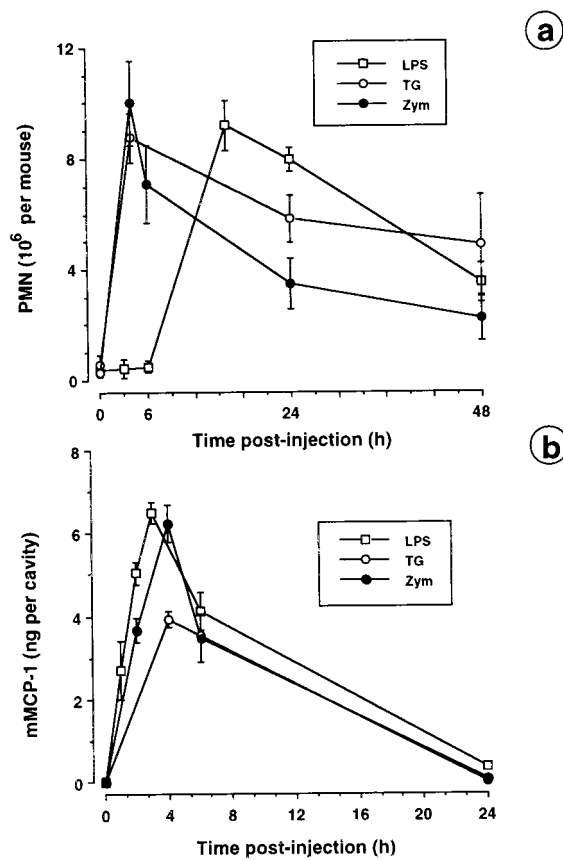 a
12
8
4
0
PMN (10⁶ per mouse)
LPS
TG
Zym
0 6 24 48
Time post-injection (h)
b
8
6
4
2
0
mMCP-1 (ng per cavity)
LPS
TG
Zym
0 4 8 12 16 20 24
Time post-injection (h)